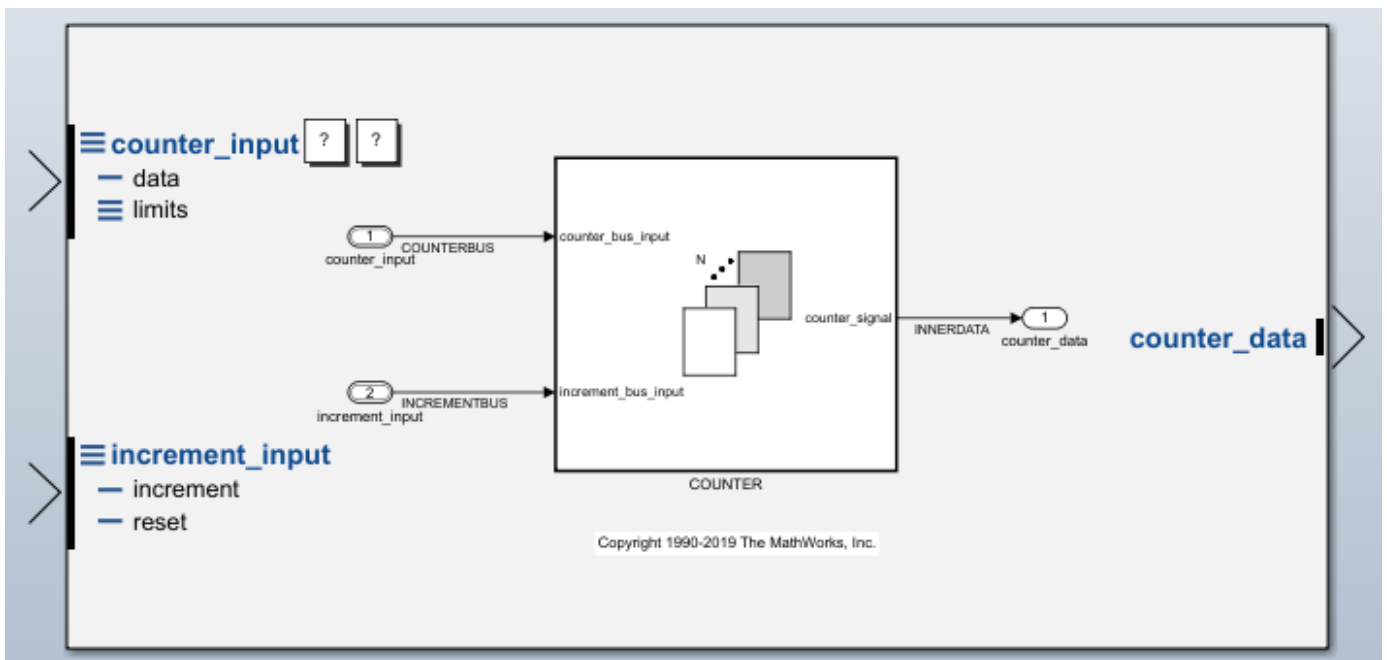 counter_input ? ?
data
limits
1
COUNTERBUS
counter_input
counter_bus_input
N
counter_signal
INNERDATA
1
counter_data
counter_data
2
INCREMENTBUS
increment_input
increment_bus_input
increment_input
increment
reset
COUNTER
Copyright 1990-2019 The MathWorks, Inc.